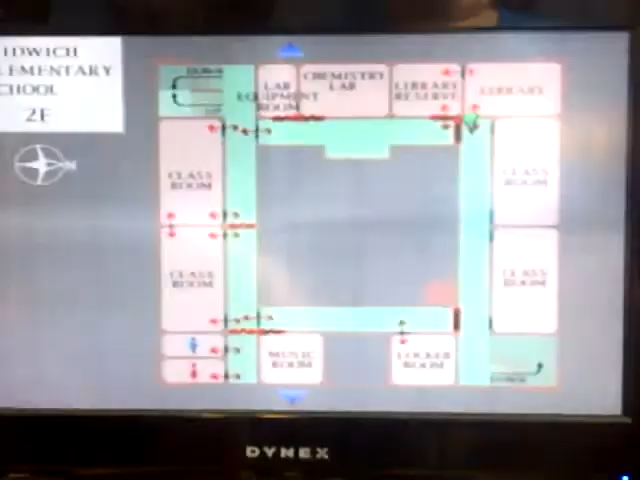 IDWICH
LEMENTARY
CHOOL
2F
N
LAB
EQUIPMENT
ROOM
CHEMISTRY
LAB
LIBRARY
RESERVE
LIBRARY
CLASS
ROOM
CLASS
ROOM
CLASS
ROOM
CLASS
ROOM
MUSIC
ROOM
LOCKER
ROOM
DYNEX